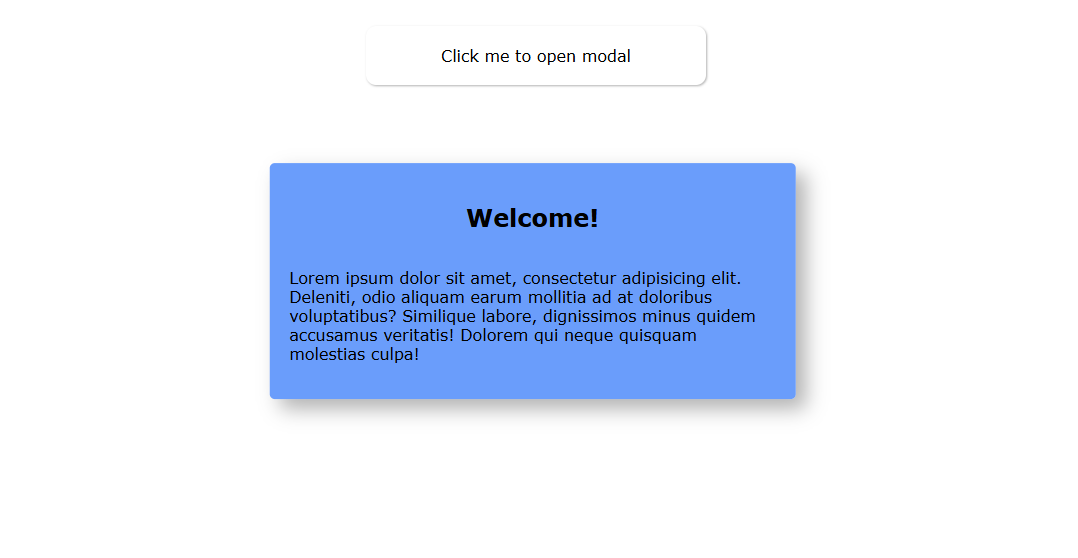 Click me to open modal
Welcome!
Lorem ipsum dolor sit amet, consectetur adipisicing elit.
Deleniti, odio aliquam earum mollitia ad at doloribus
voluptatibus? Similique labore, dignissimos minus quidem
accusamus veritatis! Dolorem qui neque quisquam
molestias culpa!